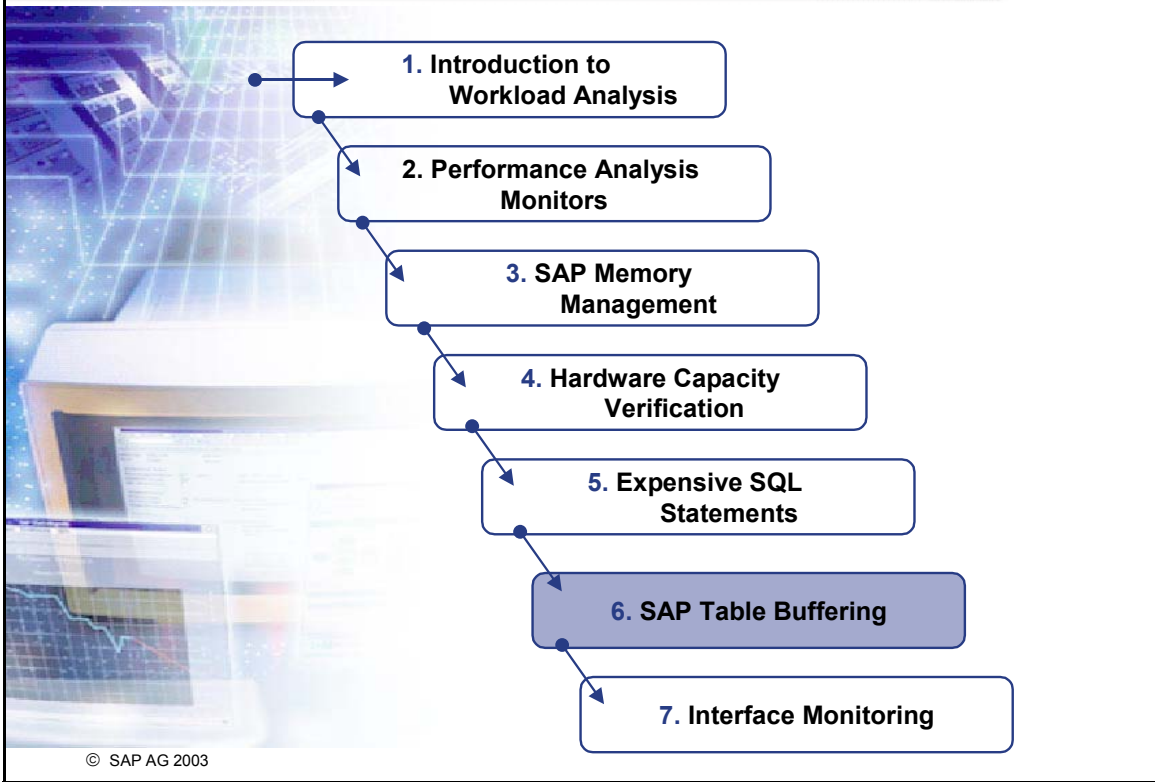 1. Introduction to
Workload Analysis
2. Performance Analysis
Monitors
3. SAP Memory
Management
4. Hardware Capacity
Verification
5. Expensive SQL
Statements
6. SAP Table Buffering
7. Interface Monitoring
© SAP AG 2003